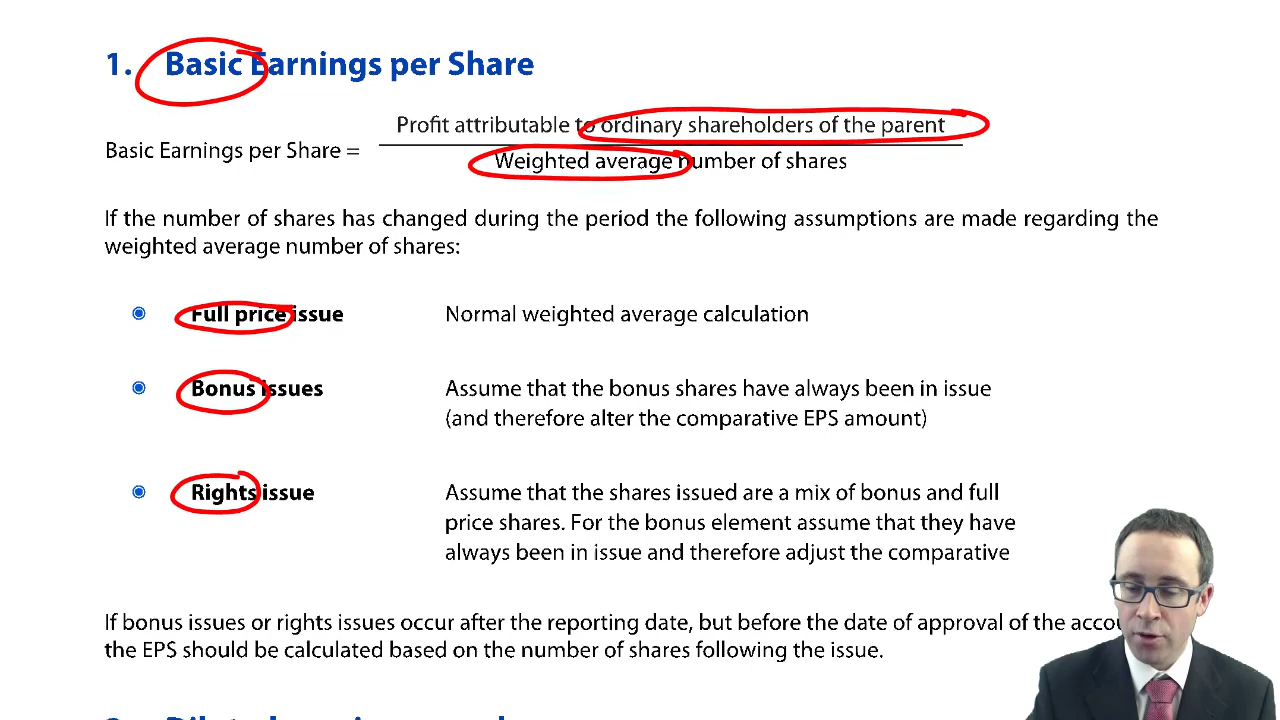 1. Basic Earnings per Share
Profit attributable to ordinary shareholders of the parent
Basic Earnings per Share =
Weighted average number of shares
If the number of shares has changed during the period the following assumptions are made regarding the
weighted average number of shares:
Full price issue Normal weighted average calculation
Bonus issues Assume that the bonus shares have always been in issue
(and therefore alter the comparative EPS amount)
Rights issue Assume that the shares issued are a mix of bonus and full
price shares. For the bonus element assume that they have
always been in issue and therefore adjust the comparative
If bonus issues or rights issues occur after the reporting date, but before the date of approval of the
the EPS should be calculated based on the number of shares following the issue.